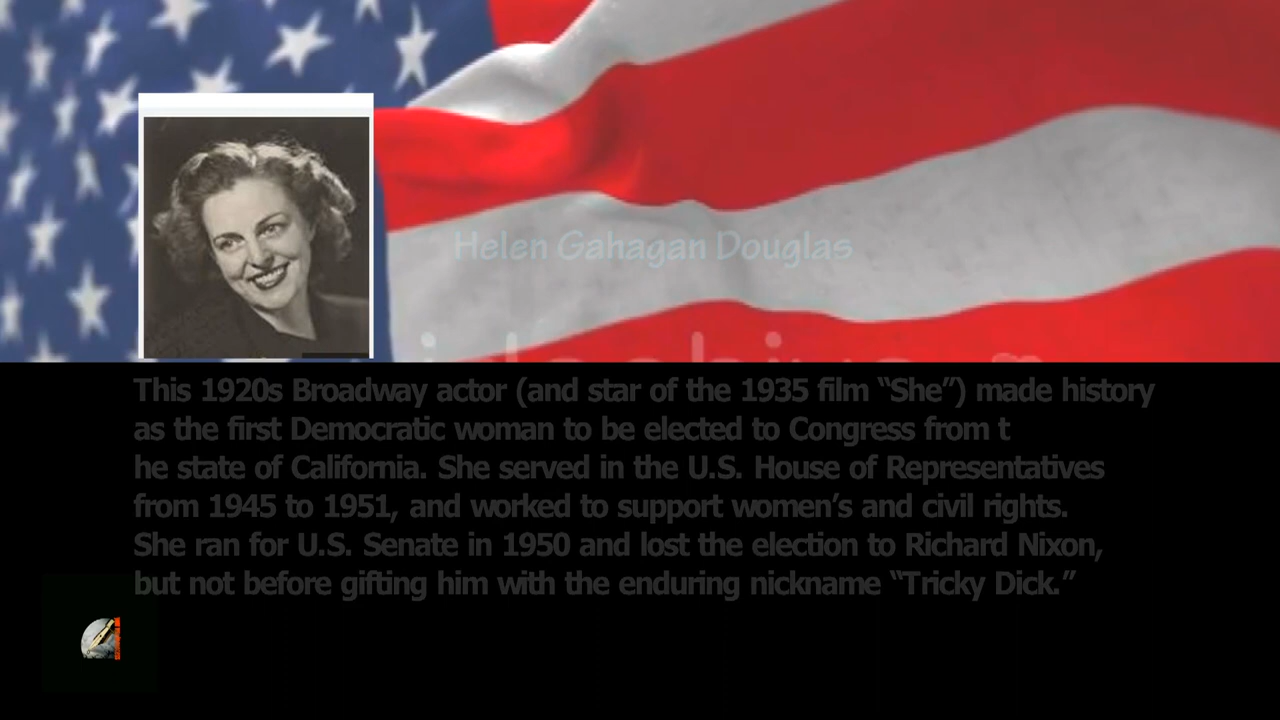 Helen Gahagan Douglas
This 1920s Broadway actor (and star of the 1935 film “She”) made history
as the first Democratic woman to be elected to Congress from t
he state of California. She served in the U.S. House of Representatives
from 1945 to 1951, and worked to support women’s and civil rights.
She ran for U.S. Senate in 1950 and lost the election to Richard Nixon,
but not before gifting him with the enduring nickname “Tricky Dick.”